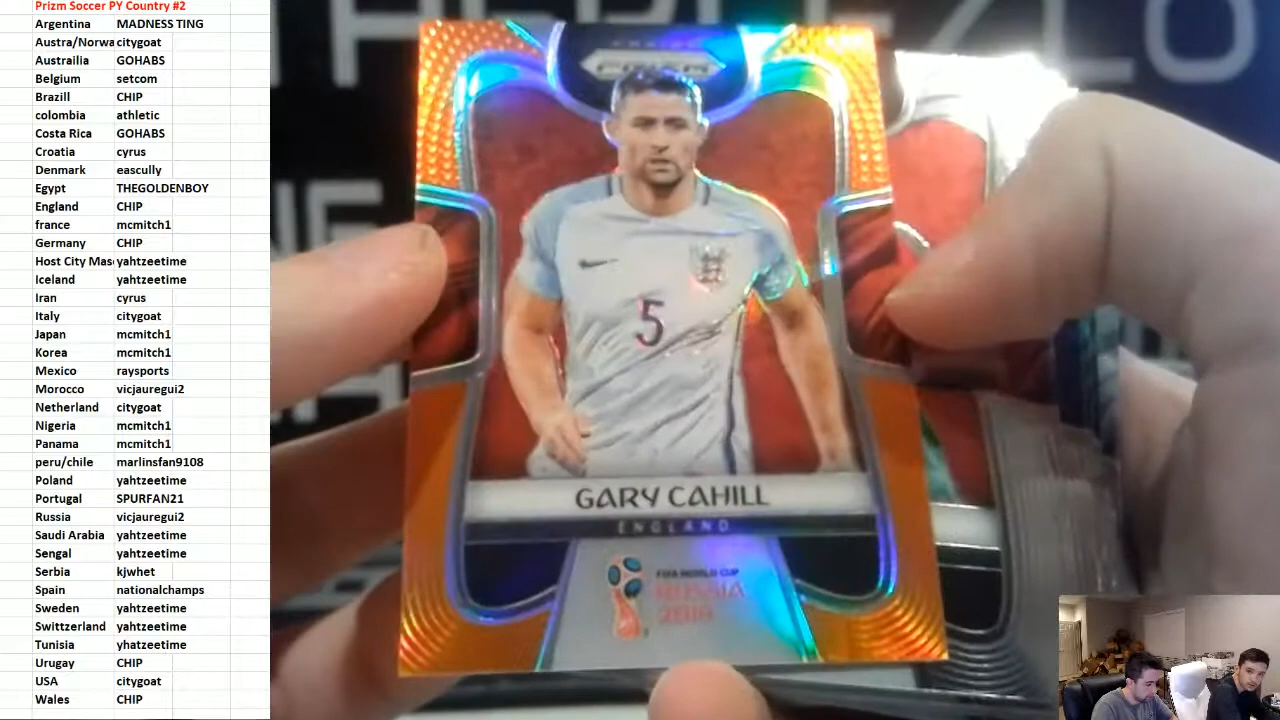 Prizm Soccer PY Country #2
Argentina MADNESS TING
Austra/Norwa citygoat
Austrailia GOHABS
Belgium setcom
Brazill CHIP
colombia athletic
Costa Rica GOHABS
Croatia cyrus
Denmark eascully
Egypt THEGOLDENBOY
England CHIP
france mcmitch1
Germany CHIP
Host City Mas yahtzeetime
Iceland yahtzeetime
Iran cyrus
Italy citygoat
Japan mcmitch1
Korea mcmitch1
Mexico raysports
Morocco vicjauregui2
Netherland citygoat
Nigeria mcmitch1
Panama mcmitch1
peru/chile marlinsfan9108
Poland yahtzeetime
Portugal SPURFAN21
Russia vicjauregui2
Saudi Arabia yahtzeetime
Sengal yahtzeetime
Serbia kjwhet
Spain nationalchamps
Sweden yahtzeetime
Swittzerland yahtzeetime
Tunisia yhatzeetime
Urugay CHIP
USA citygoat
Wales CHIP
PRIZM
5
GARY CAHILL
ENGLAND
FIFA WORLD CUP
RUSSIA
2018